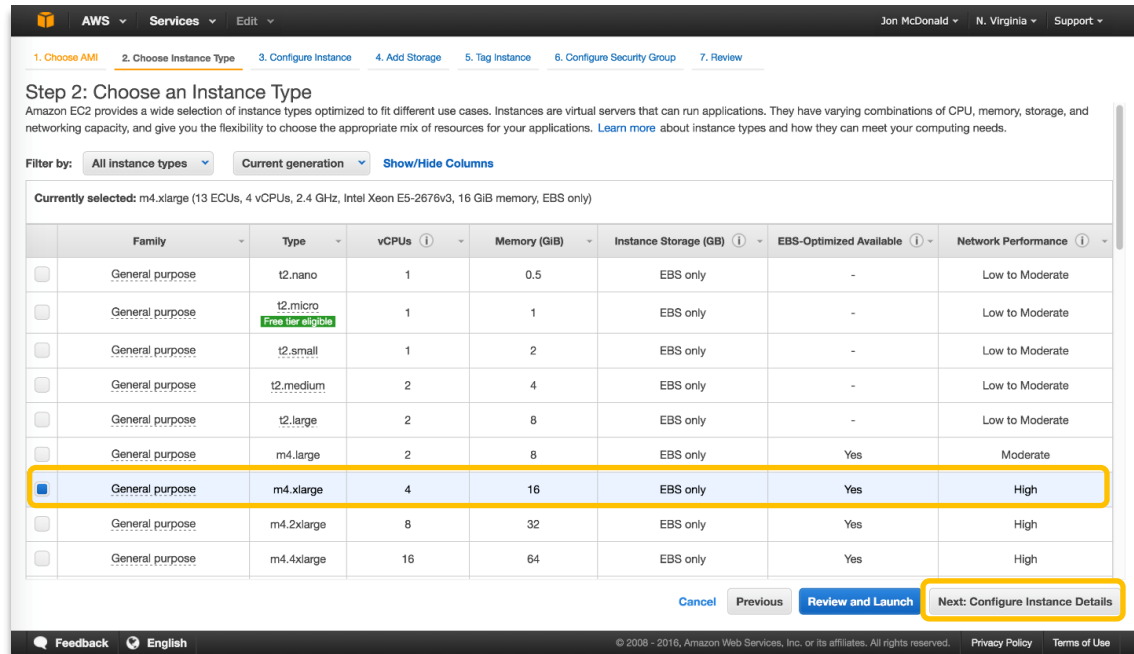 AWS Services Edit Jon McDonald N. Virginia Support
1. Choose AMI 2. Choose Instance Type 3. Configure Instance 4. Add Storage 5. Tag Instance 6. Configure Security Group 7. Review
Step 2: Choose an Instance Type
Amazon EC2 provides a wide selection of instance types optimized to fit different use cases. Instances are virtual servers that can run applications. They have varying combinations of CPU, memory, storage, and
networking capacity, and give you the flexibility to choose the appropriate mix of resources for your applications. Learn more about instance types and how they can meet your computing needs.
Filter by: All instance types Current generation Show/Hide Columns
Currently selected: m4.xlarge (13 ECUs, 4 vCPUs, 2.4 GHz, Intel Xeon E5-2676v3, 16 GiB memory, EBS only)
Family Type vCPUs Memory (GiB) Instance Storage (GB) EBS-Optimized Available Network Performance
General purpose t2.nano 1 0.5 EBS only - Low to Moderate
General purpose t2.micro 1 1 EBS only - Low to Moderate
Free tier eligible
General purpose t2.small 1 2 EBS only - Low to Moderate
General purpose t2.medium 2 4 EBS only - Low to Moderate
General purpose t2.large 2 8 EBS only - Low to Moderate
General purpose m4.large 2 8 EBS only Yes Moderate
General purpose m4.xlarge 4 16 EBS only Yes High
General purpose m4.2xlarge 8 32 EBS only Yes High
General purpose m4.4xlarge 16 64 EBS only Yes High
Cancel Previous Review and Launch Next: Configure Instance Details
Feedback English © 2008 - 2016, Amazon Web Services, Inc. or its affiliates. All rights reserved. Privacy Policy Terms of Use